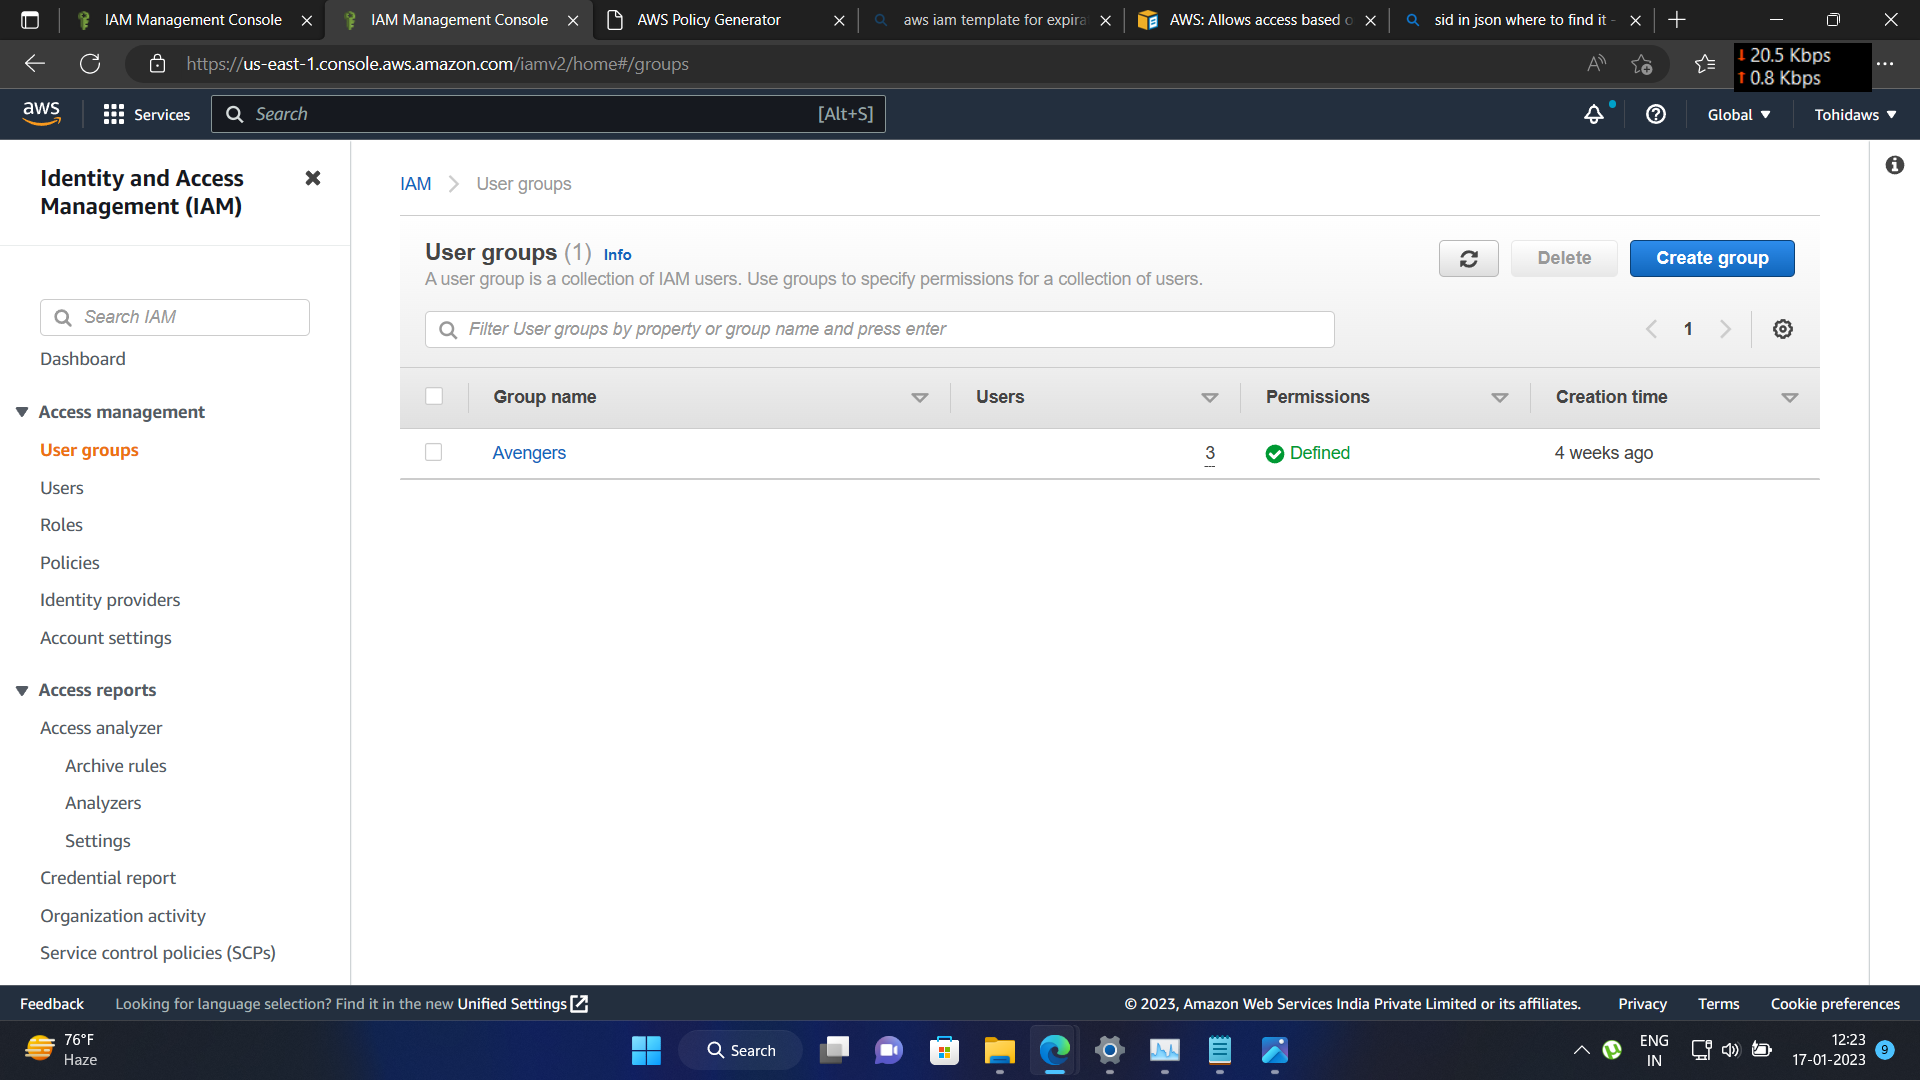 IAM Management Console
IAM Management Console
AWS Policy Generator
aws iam template for expira
AWS: Allows access based o
sid in json where to find it -
https://us-east-1.console.aws.amazon.com/iamv2/home#/groups
20.5 Kbps
0.8 Kbps
aws
Services
Search
[Alt+S]
Global
Tohidaws
Identity and Access
Management (IAM)
Search IAM
Dashboard
Access management
User groups
Users
Roles
Policies
Identity providers
Account settings
Access reports
Access analyzer
Archive rules
Analyzers
Settings
Credential report
Organization activity
Service control policies (SCPs)
IAM
User groups
User groups (1) Info
A user group is a collection of IAM users. Use groups to specify permissions for a collection of users.
Delete
Create group
Filter User groups by property or group name and press enter
1
Group name
Users
Permissions
Creation time
Avengers
3
Defined
4 weeks ago
Feedback
Looking for language selection? Find it in the new Unified Settings
© 2023, Amazon Web Services India Private Limited or its affiliates.
Privacy
Terms
Cookie preferences
76°F
Haze
Search
ENG
IN
12:23
17-01-2023
9